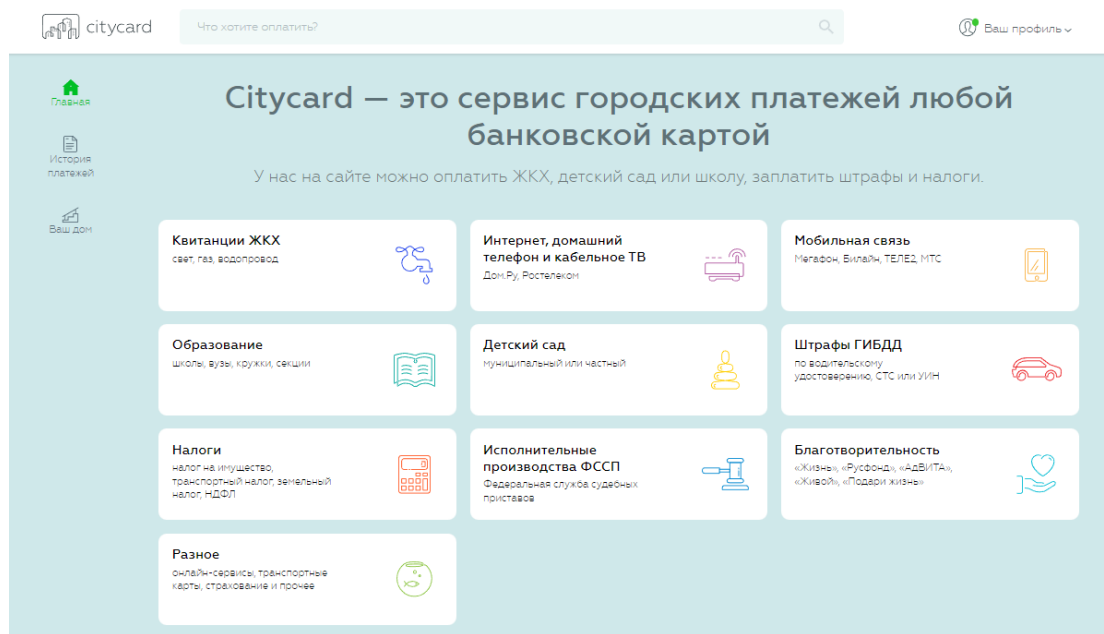 citycard
Что хотите оплатить?
Ваш профиль
Главная
История
платежей
Ваш дом
Citycard — это сервис городских платежей любой
банковской картой
У нас на сайте можно оплатить ЖКХ, детский сад или школу, заплатить штрафы и налоги.
Квитанции ЖКХ
свет, газ, водопровод
Интернет, домашний
телефон и кабельное ТВ
Дом.Ру, Ростелеком
Мобильная связь
Мегафон, Билайн, ТЕЛЕ2, МТС
Образование
школы, вузы, кружки, секции
Детский сад
муниципальный или частный
Штрафы ГИБДД
по водительскому
удостоверению, СТС или УИН
Налоги
налог на имущество,
транспортный налог, земельный
налог, НДФЛ
Исполнительные
производства ФССП
Федеральная служба судебных
приставов
Благотворительность
«Жизнь», «Русфонд», «АдВИТА»,
«Живой», «Подари жизнь»
Разное
онлайн-сервисы, транспортные
карты, страхование и прочее